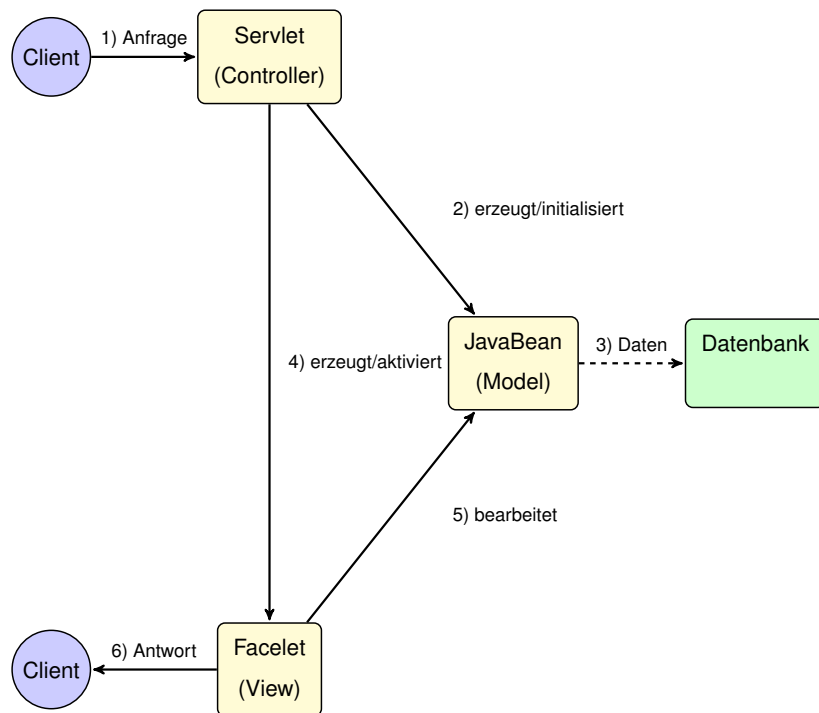 Client
1) Anfrage
Servlet
(Controller)
2) erzeugt/initialisiert
4) erzeugt/aktiviert
JavaBean
(Model)
3) Daten
Datenbank
5) bearbeitet
Client
6) Antwort
Facelet
(View)